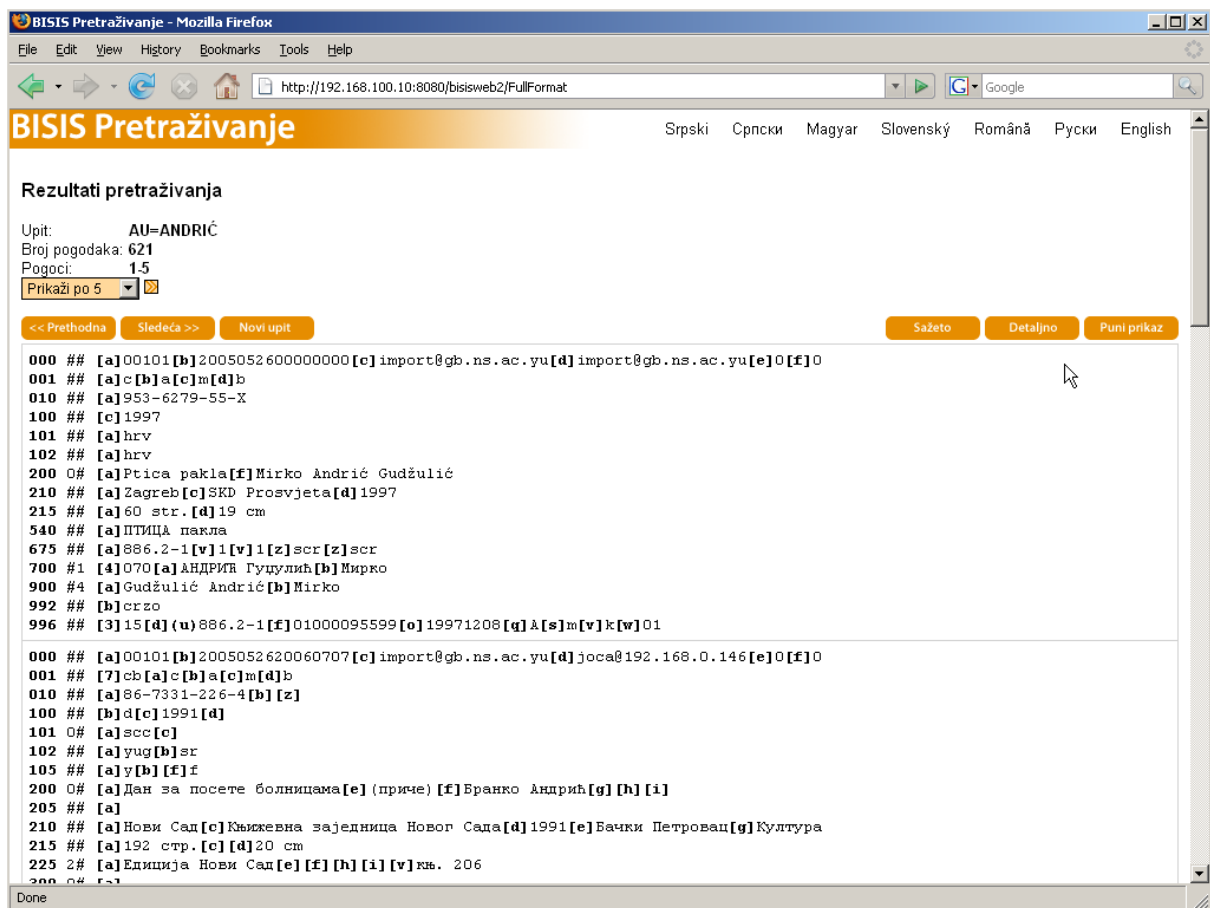 BISIS Pretraživanje - Mozilla Firefox
File Edit View History Bookmarks Tools Help
http://192.168.100.10:8080/bisisweb2/FullFormat
G Google
BISIS Pretraživanje Srpski Српски Magyar Slovenský Română Руски English
Rezultati pretraživanja
Upit: AU=ANDRIĆ
Broj pogodaka: 621
Pogoci: 1-5
Prikaži po 5
<< Prethodna Sledeća >> Novi upit Sažeto Detaljno Puni prikaz
000 ## [a]00101[b]2005052600000000[c]import@gb.ns.ac.yu[d]import@gb.ns.ac.yu[e]0[f]0
001 ## [a]c[b]a[c]m[d]b
010 ## [a]953-6279-55-X
100 ## [c]1997
101 ## [a]hrv
102 ## [a]hrv
200 0# [a]Ptica pakla[f]Mirko Andrić Gudžulić
210 ## [a]Zagreb[c]SKD Prosvjeta[d]1997
215 ## [a]60 str.[d]19 cm
540 ## [a]ПТИЦА пакла
675 ## [a]886.2-1[v]1[v]1[z]scr[z]scr
700 #1 [4]070[a]АНДРИЋ Гуџулић[b]Мирко
900 #4 [a]Gudžulić Andrić[b]Mirko
992 ## [b]crzo
996 ## [3]15[d](u)886.2-1[f]01000095599[o]19971208[q]A[s]m[v]k[w]01
000 ## [a]00101[b]2005052620060707[c]import@gb.ns.ac.yu[d]joca@192.168.0.146[e]0[f]0
001 ## [7]cb[a]c[b]a[c]m[d]b
010 ## [a]86-7331-226-4[b][z]
100 ## [b]d[c]1991[d]
101 0# [a]scc[c]
102 ## [a]yug[b]sr
105 ## [a]y[b][f]f
200 0# [a]Дан за посете болницама[e](приче)[f]Бранко Андрић[g][h][i]
205 ## [a]
210 ## [a]Нови Сад[c]Књижевна заједница Новог Сада[d]1991[e]Бачки Петровац[g]Култура
215 ## [a]192 стр.[c][d]20 cm
225 2# [a]Едиција Нови Сад[e][f][h][i][v]књ. 206
300 0# [a]
Done